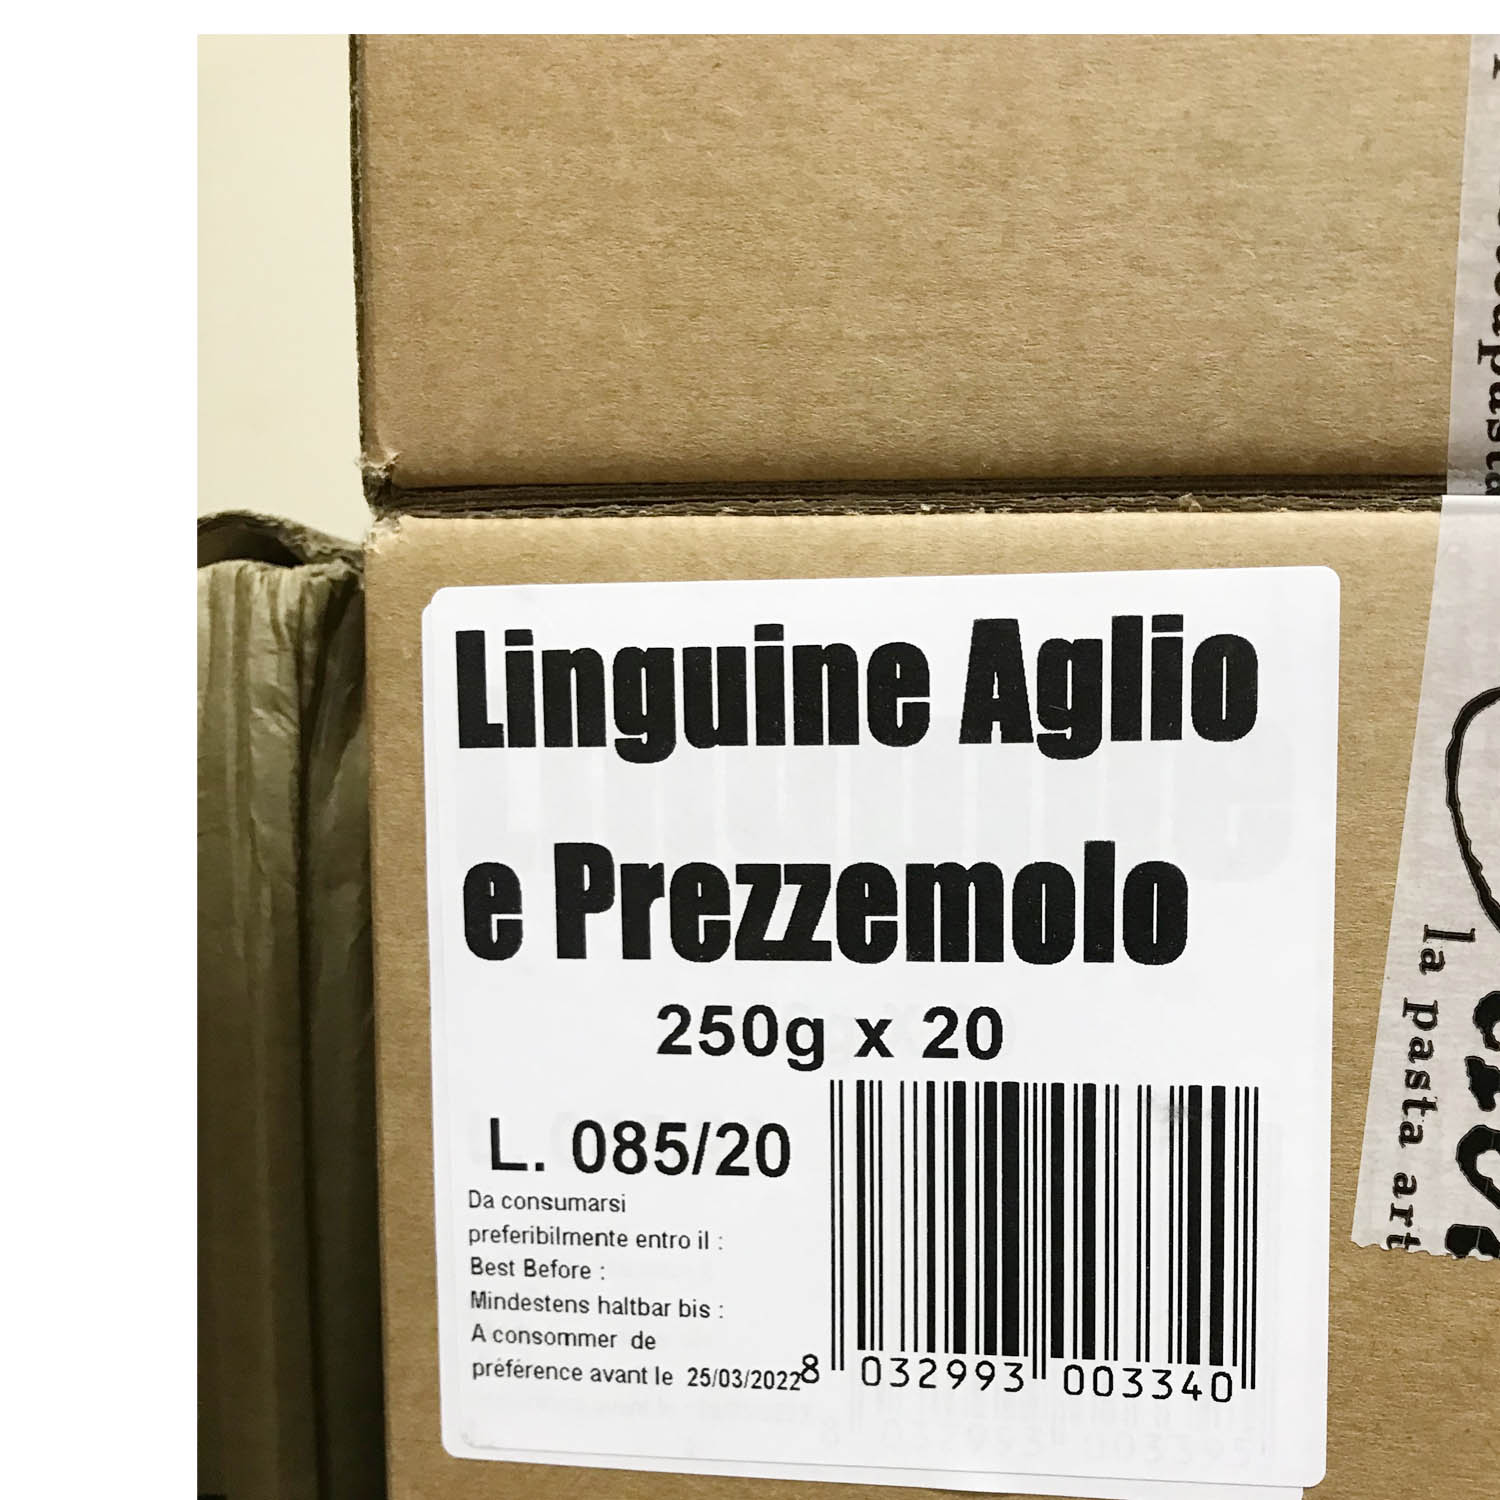 Linguine Aglio
e Prezzemolo
250g x 20
L. 085/20
Da consumarsi
preferibilmente entro il :
Best Before :
Mindestens haltbar bis :
A consommer de
préférence avant le 25/03/2022
8 032993 003340
la pasta art